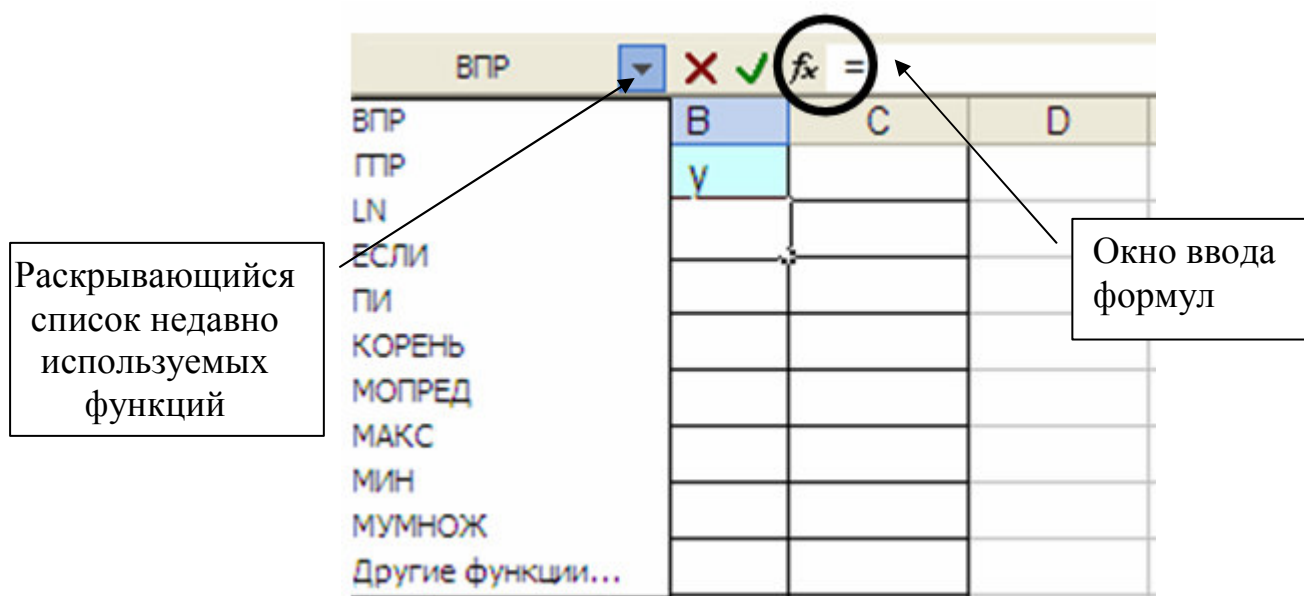 ВПР fx =
B C D
y
ВПР
ГПР
LN
ЕСЛИ
ПИ
КОРЕНЬ
МОПРЕД
МАКС
МИН
МУМНОЖ
Другие функции...
Раскрывающийся
список недавно
используемых
функций
Окно ввода
формул